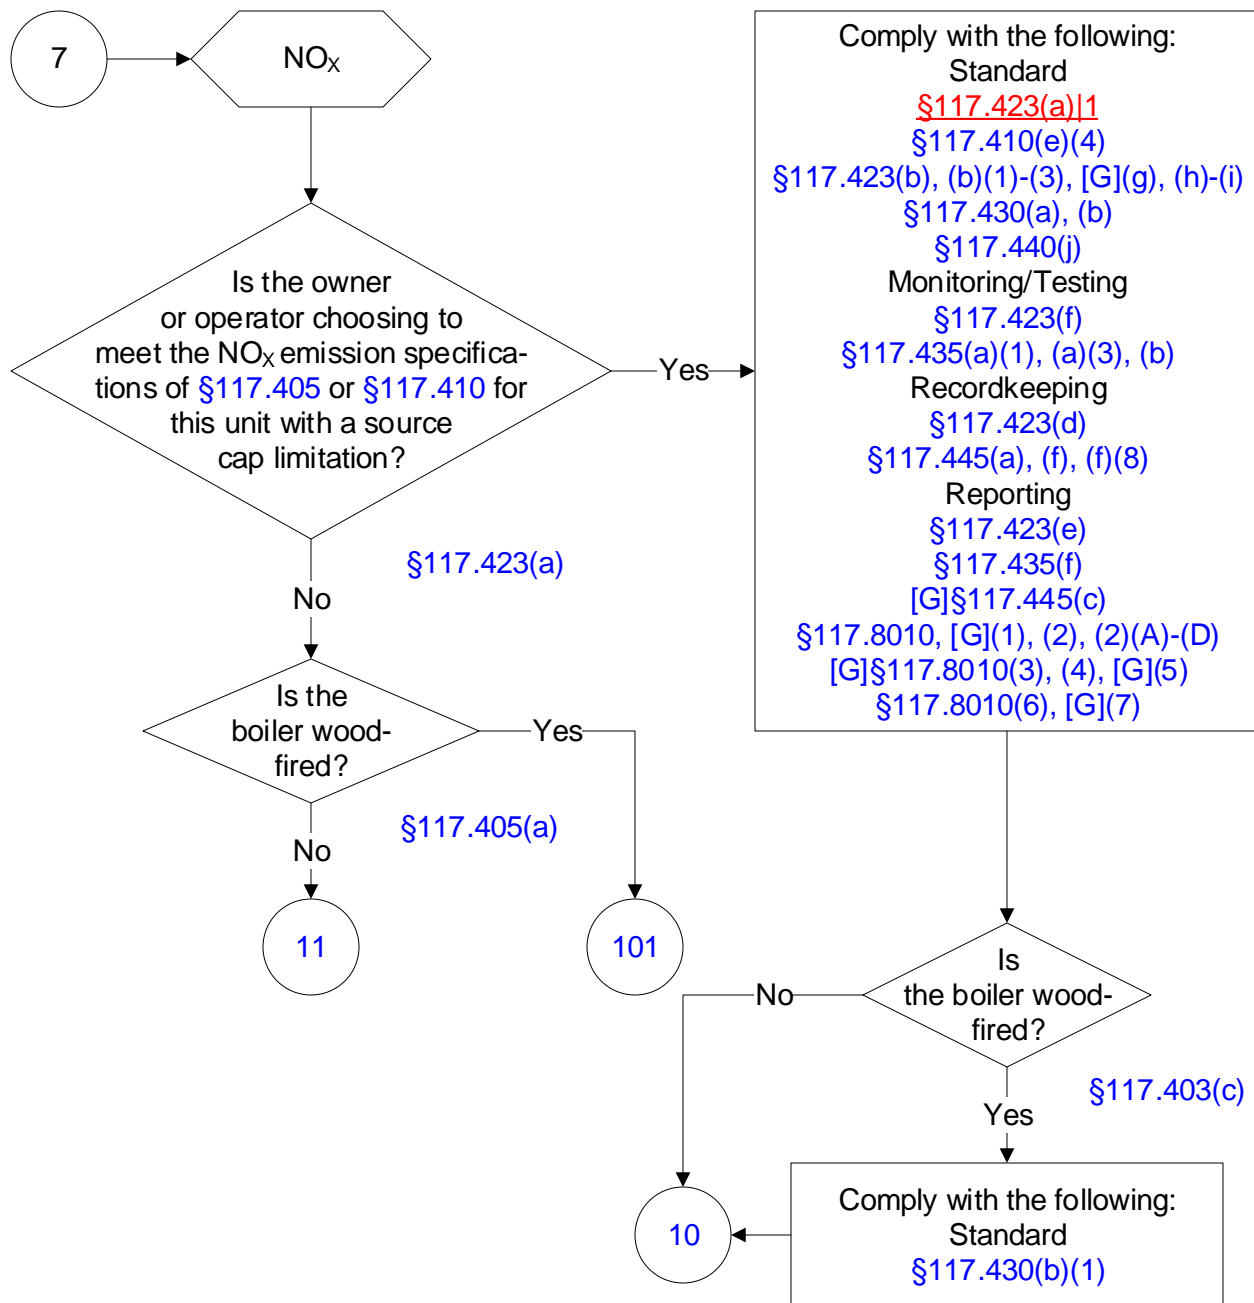 7
NOX
Comply with the following:
Standard
§117.423(a)|1
§117.410(e)(4)
§117.423(b), (b)(1)-(3), [G](g), (h)-(i)
§117.430(a), (b)
§117.440(j)
Monitoring/Testing
§117.423(f)
§117.435(a)(1), (a)(3), (b)
Recordkeeping
§117.423(d)
§117.445(a), (f), (f)(8)
Reporting
§117.423(e)
§117.435(f)
[G]§117.445(c)
§117.8010, [G](1), (2), (2)(A)-(D)
[G]§117.8010(3), (4), [G](5)
§117.8010(6), [G](7)
Is the owner
or operator choosing to
meet the NOX emission specifica-
tions of §117.405 or §117.410 for
this unit with a source
cap limitation?
Yes
§117.423(a)
No
Is the
boiler wood-
fired?
Yes
§117.405(a)
No
11
101
Is
the boiler wood-
fired?
No
§117.403(c)
Yes
10
Comply with the following:
Standard
§117.430(b)(1)